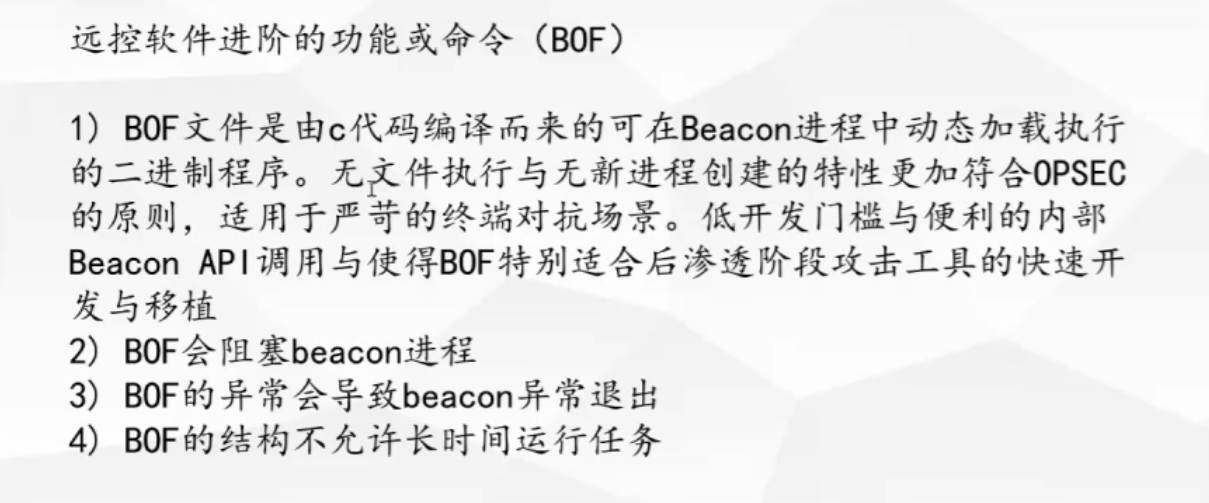 远控软件进阶的功能或命令（BOF）
1）BOF文件是由c代码编译而来的可在Beacon进程中动态加载执行
的二进制程序。无文件执行与无新进程创建的特性更加符合OPSEC
的原则，适用于严苛的终端对抗场景。低开发门槛与便利的内部
Beacon API调用与使得BOF特别适合后渗透阶段攻击工具的快速开
发与移植
2）BOF会阻塞beacon进程
3）BOF的异常会导致beacon异常退出
4）BOF的结构不允许长时间运行任务